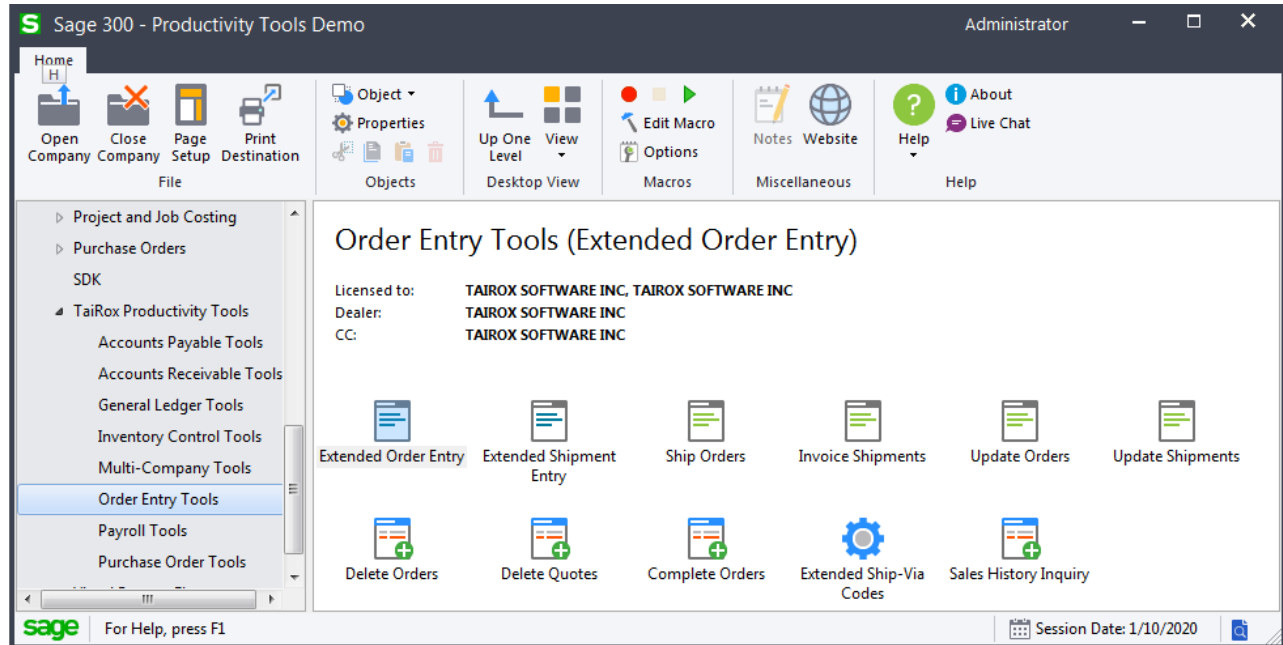 S Sage 300 - Productivity Tools Demo
Administrator
Home
H
Open Company
Close Company
Page Setup
Print Destination
File
Object
Properties
Objects
Up One Level
View
Desktop View
Edit Macro
Options
Macros
Notes
Website
Miscellaneous
Help
About
Live Chat
Help
Project and Job Costing
Purchase Orders
SDK
TaiRox Productivity Tools
Accounts Payable Tools
Accounts Receivable Tools
General Ledger Tools
Inventory Control Tools
Multi-Company Tools
Order Entry Tools
Payroll Tools
Purchase Order Tools
Order Entry Tools (Extended Order Entry)
Licensed to: TAIROX SOFTWARE INC, TAIROX SOFTWARE INC
Dealer: TAIROX SOFTWARE INC
CC: TAIROX SOFTWARE INC
Extended Order Entry
Extended Shipment
Entry
Ship Orders
Invoice Shipments
Update Orders
Update Shipments
Delete Orders
Delete Quotes
Complete Orders
Extended Ship-Via
Codes
Sales History Inquiry
sage For Help, press F1
Session Date: 1/10/2020